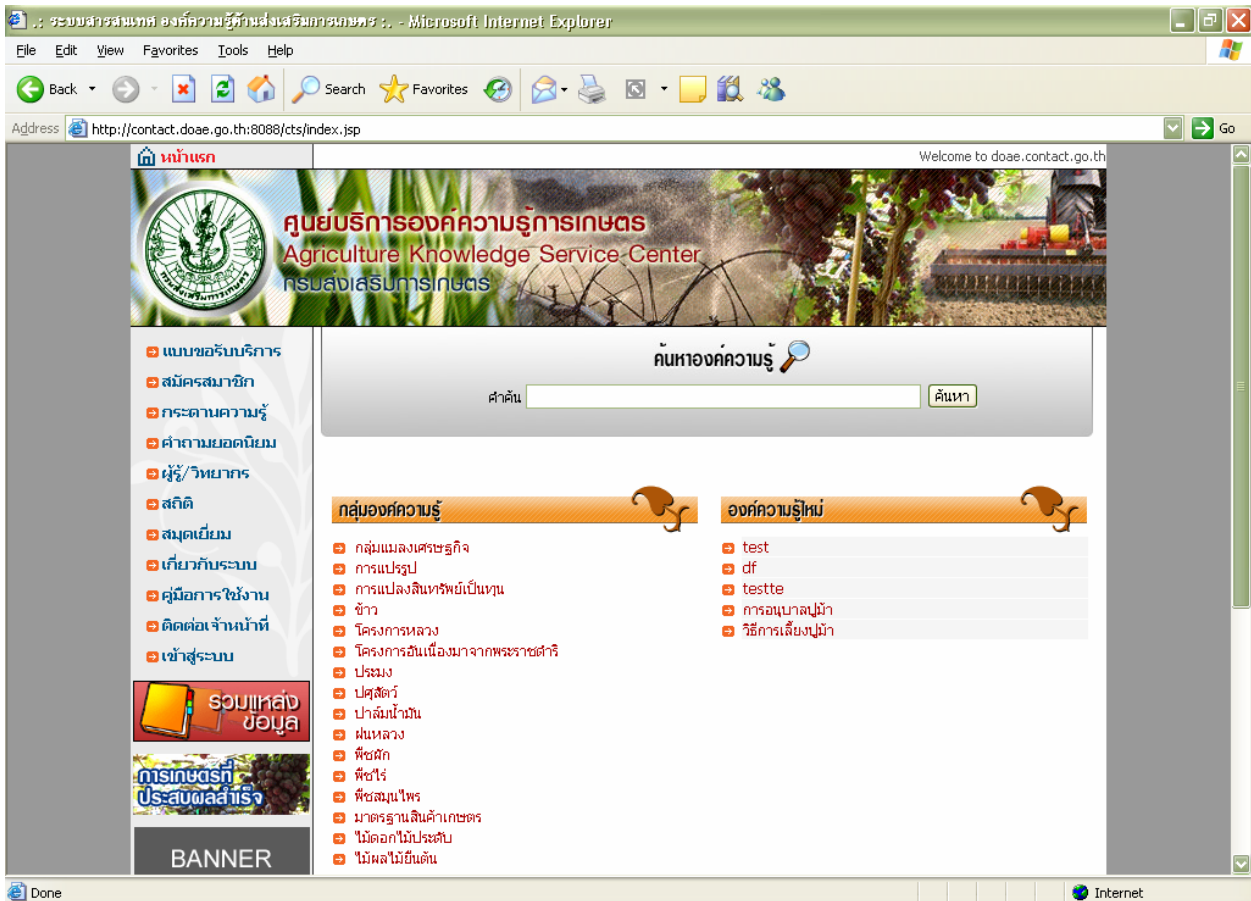 .: ระบบสารสนเทศ องค์ความรู้ด้านส่งเสริมการเกษตร :. - Microsoft Internet Explorer
File Edit View Favorites Tools Help
Back Search Favorites
Address http://contact.doae.go.th:8088/cts/index.jsp Go
หน้าแรก
Welcome to doae.contact.go.th
ศูนย์บริการองค์ความรู้การเกษตร
Agriculture Knowledge Service Center
กรมส่งเสริมการเกษตร
กรมส่งเสริมการเกษตร
แบบขอรับบริการ
สมัครสมาชิก
กระดานความรู้
คำถามยอดนิยม
ผู้รู้/วิทยากร
สถิติ
สมุดเยี่ยม
เกี่ยวกับระบบ
คู่มือการใช้งาน
ติดต่อเจ้าหน้าที่
เข้าสู่ระบบ
รวมแหล่ง
ข้อมูล
การเกษตรที่
ประสบผลสำเร็จ
BANNER
ค้นหาองค์ความรู้
คำค้น ค้นหา
กลุ่มองค์ความรู้
กลุ่มแมลงเศรษฐกิจ
การแปรรูป
การแปลงสินทรัพย์เป็นทุน
ข้าว
โครงการหลวง
โครงการอันเนื่องมาจากพระราชดำริ
ประมง
ปศุสัตว์
ปาล์มน้ำมัน
ฝนหลวง
พืชผัก
พืชไร่
พืชสมุนไพร
มาตรฐานสินค้าเกษตร
ไม้ดอกไม้ประดับ
ไม้ผลไม้ยืนต้น
องค์ความรู้ใหม่
test
df
testte
การอนุบาลปูม้า
วิธีการเลี้ยงปูม้า
Done
Internet